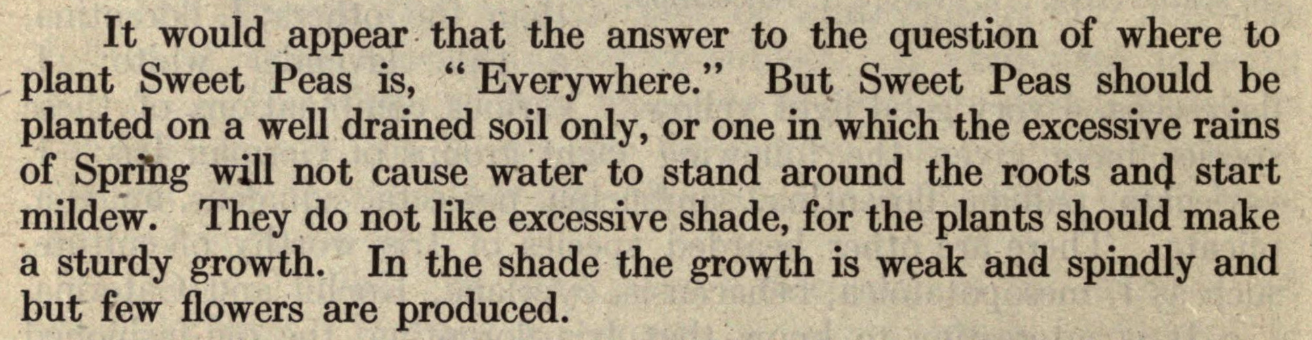 It would appear that the answer to the question of where to
plant Sweet Peas is, “Everywhere.” But Sweet Peas should be
planted on a well drained soil only, or one in which the excessive rains
of Spring will not cause water to stand around the roots and start
mildew. They do not like excessive shade, for the plants should make
a sturdy growth. In the shade the growth is weak and spindly and
but few flowers are produced.